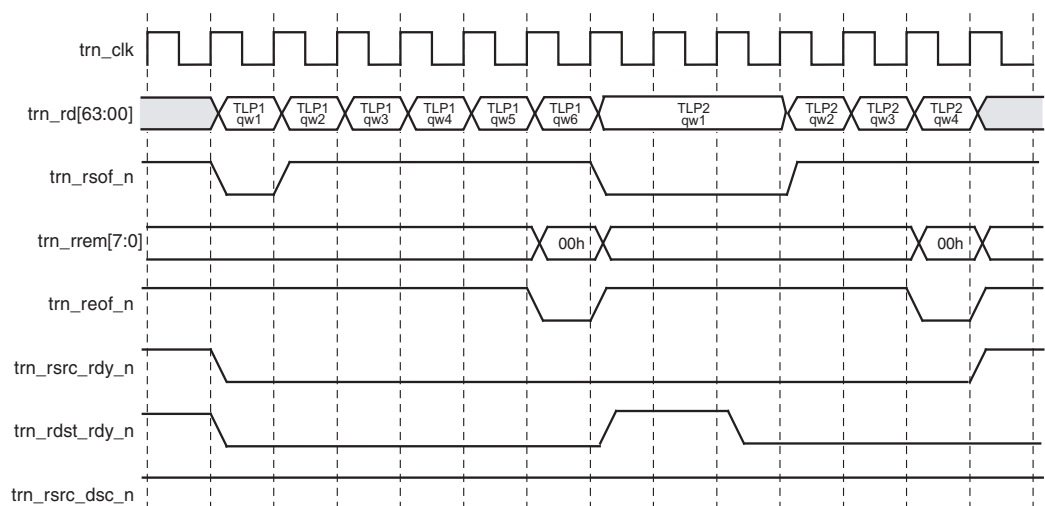 trn_clk
trn_rd[63:00]
TLP1 TLP1 TLP1 TLP1 TLP1 TLP1 TLP2 TLP2 TLP2 TLP2
qw1 qw2 qw3 qw4 qw5 qw6 qw1 qw2 qw3 qw4
trn_rsof_n
trn_rrem[7:0] 00h 00h
trn_reof_n
trn_rsrc_rdy_n
trn_rdst_rdy_n
trn_rsrc_dsc_n